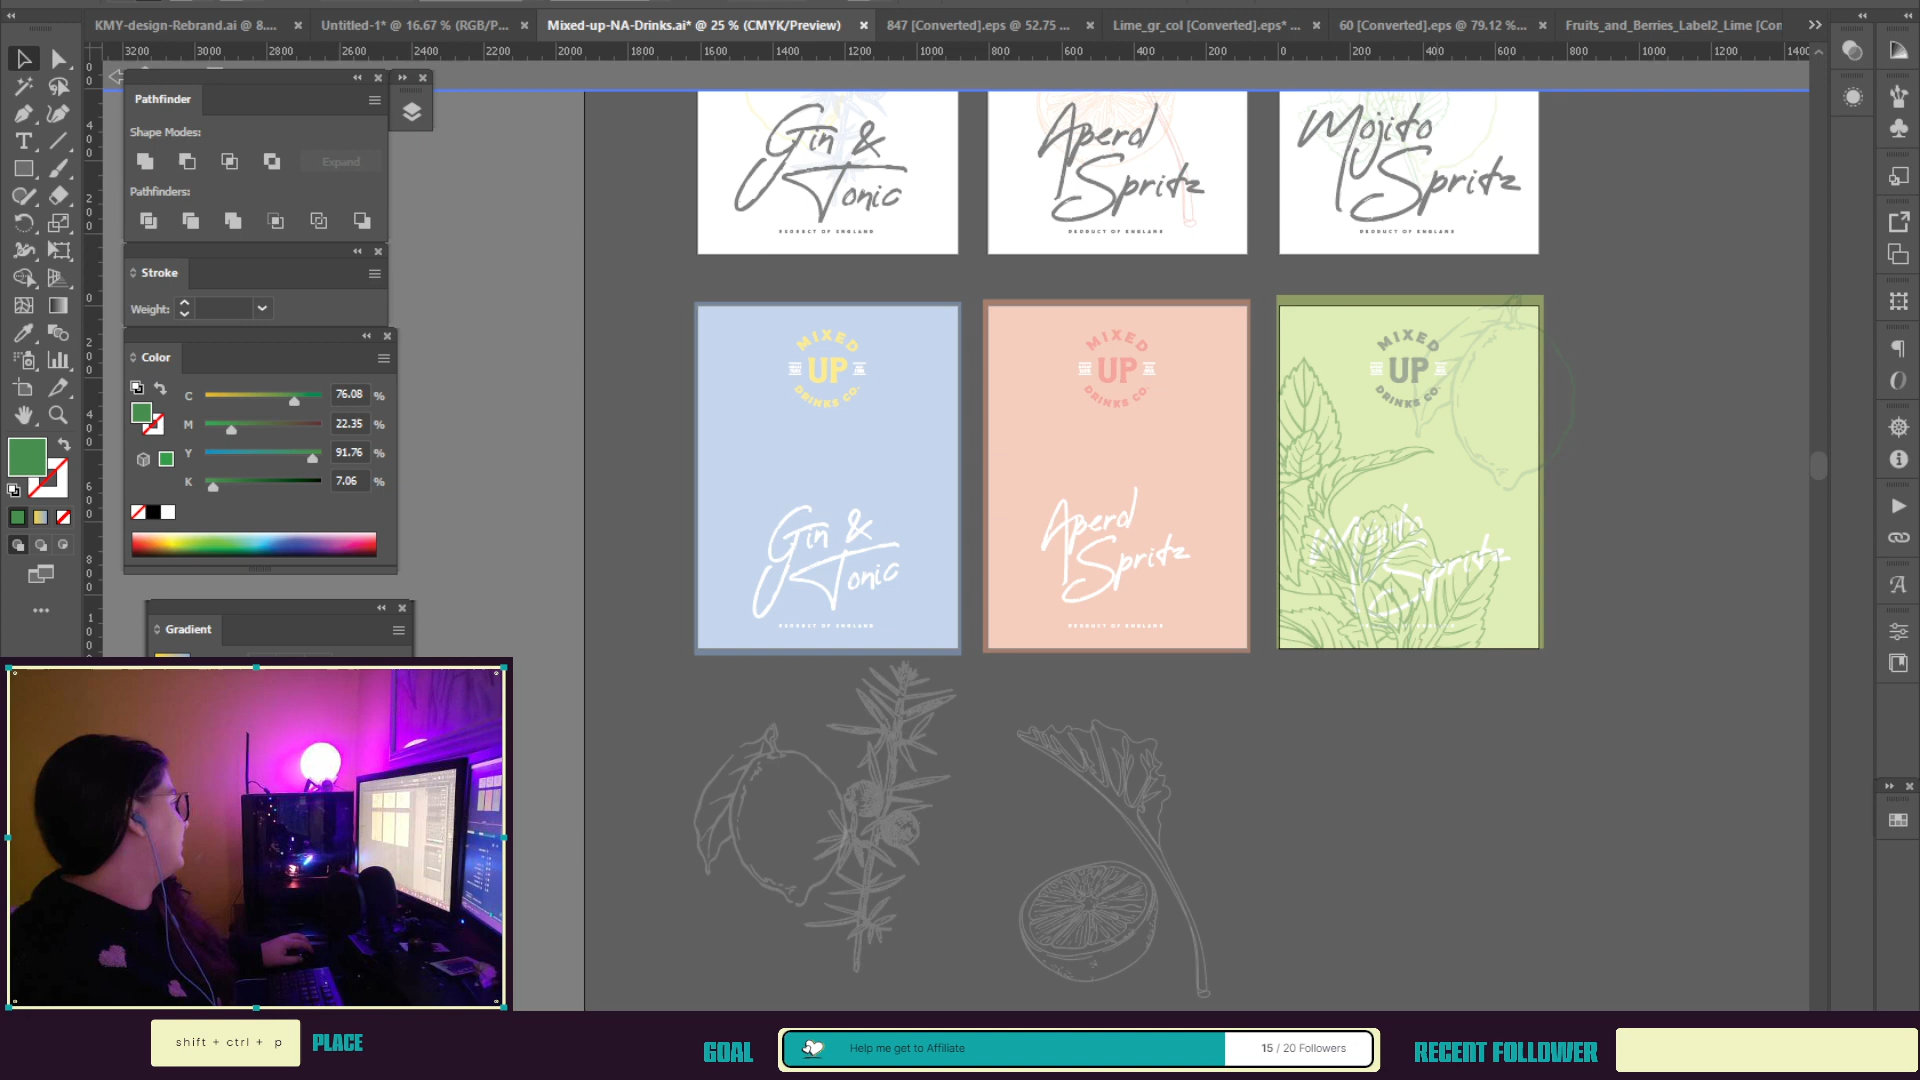 KMY-design-Rebrand.ai @ 8....
Untitled-1* @ 16.67 % (RGB/P...
Mixed-up-NA-Drinks.ai* @ 25 % (CMYK/Preview)
847 [Converted].eps @ 52.75 ...
Lime_gr_col [Converted].eps* ...
60 [Converted].eps @ 79.12 %...
Fruits_and_Berries_Label2_Lime [Con
3200 3000 2800 2600 2400 2200 2000 1800 1600 1400 1200 1000 800 600 400 200 0 200 400 600 800 1000 1200 1400
Pathfinder
Shape Modes:
Expand
Pathfinders:
Stroke
Weight:
Color
C 76.08 %
M 22.35 %
Y 91.76 %
K 7.06 %
Gradient
Gin &
Tonic
PRODUCT OF ENGLAND
Aperol
Spritz
PRODUCT OF ENGLAND
Mojito
Spritz
PRODUCT OF ENGLAND
MIXED
UP
DRINKS CO.
Gin &
Tonic
PRODUCT OF ENGLAND
MIXED
UP
DRINKS CO.
Aperol
Spritz
PRODUCT OF ENGLAND
MIXED
UP
DRINKS CO.
Mojito
Spritz
shift + ctrl + p
PLACE
GOAL
Help me get to Affiliate
15 / 20 Followers
RECENT FOLLOWER